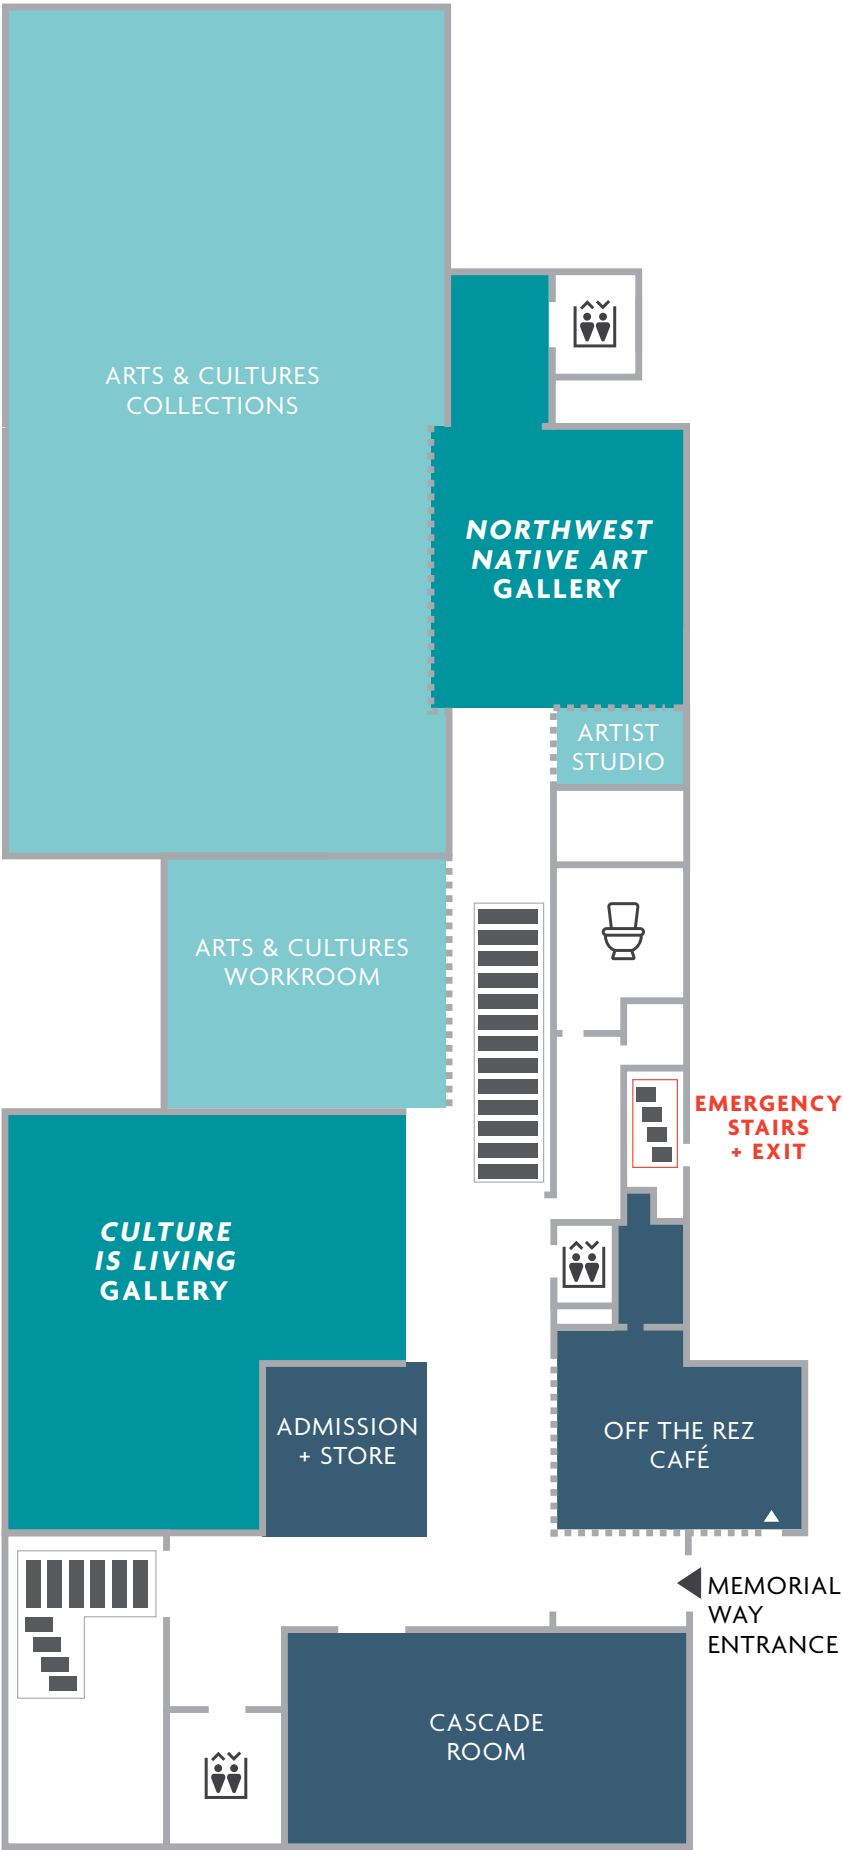 ARTS & CULTURES
COLLECTIONS
NORTHWEST
NATIVE ART
GALLERY
ARTIST
STUDIO
ARTS & CULTURES
WORKROOM
EMERGENCY
STAIRS
+ EXIT
CULTURE
IS LIVING
GALLERY
ADMISSION
+ STORE
OFF THE REZ
CAFÉ
MEMORIAL
WAY
ENTRANCE
CASCADE
ROOM